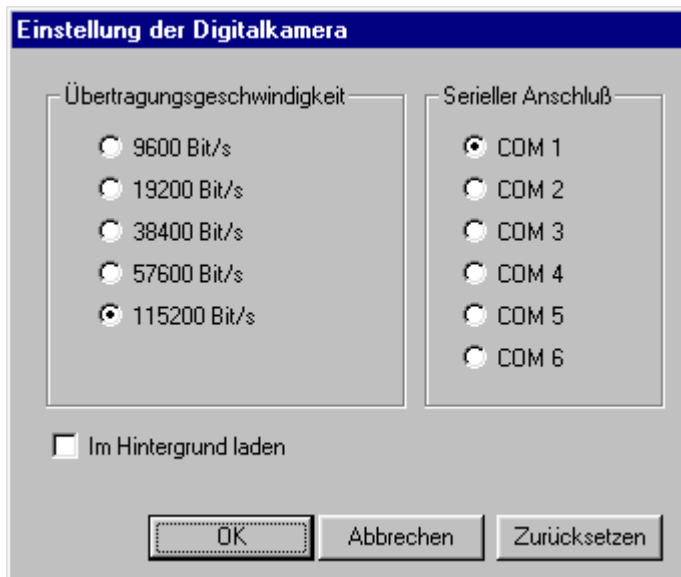 Einstellung der Digitalkamera
Übertragungsgeschwindigkeit
9600 Bit/s
19200 Bit/s
38400 Bit/s
57600 Bit/s
115200 Bit/s
Serieller Anschluß
COM 1
COM 2
COM 3
COM 4
COM 5
COM 6
Im Hintergrund laden
OK
Abbrechen
Zurücksetzen